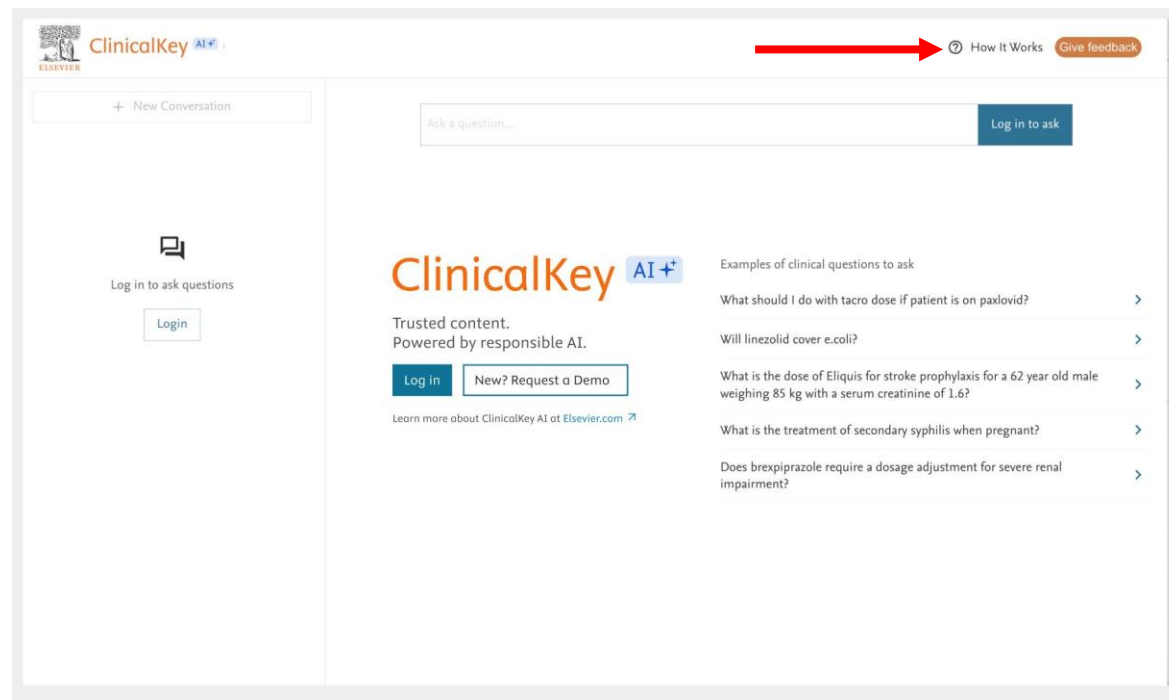 ELSEVIER
ClinicalKey AI
How It Works
Give feedback
+ New Conversation
Ask a question...
Log in to ask
Log in to ask questions
Login
ClinicalKey AI
Trusted content.
Powered by responsible AI.
Log in
New? Request a Demo
Learn more about ClinicalKey AI at Elsevier.com
Examples of clinical questions to ask
What should I do with tacro dose if patient is on paxlovid?
Will linezolid cover e.coli?
What is the dose of Eliquis for stroke prophylaxis for a 62 year old male
weighing 85 kg with a serum creatinine of 1.6?
What is the treatment of secondary syphilis when pregnant?
Does brexpiprazole require a dosage adjustment for severe renal
impairment?